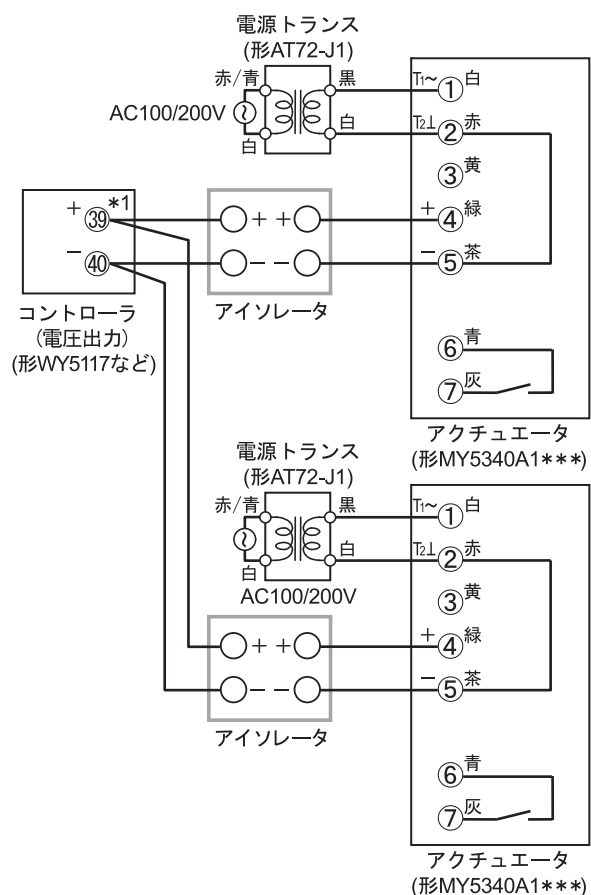 電源トランス
(形AT72-J1)
赤/青
黒
T1~
①
白
AC100/200V
白
白
T2⊥
②
赤
③
黄
+
㊴
*1
+
+
+
④
緑
−
㊵
−
−
−
⑤
茶
アイソレータ
コントローラ
(電圧出力)
(形WY5117など)
⑥
青
⑦
灰
アクチュエータ
(形MY5340A1***)
電源トランス
(形AT72-J1)
赤/青
黒
T1~
①
白
白
白
T2⊥
②
赤
AC100/200V
③
黄
+
+
+
④
緑
−
−
−
⑤
茶
アイソレータ
⑥
青
⑦
灰
アクチュエータ
(形MY5340A1***)